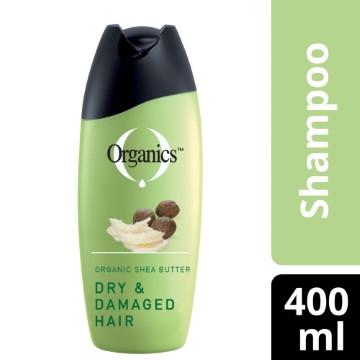 Organics™
ORGANIC SHEA BUTTER
DRY &
DAMAGED
HAIR
Shampoo
400
ml